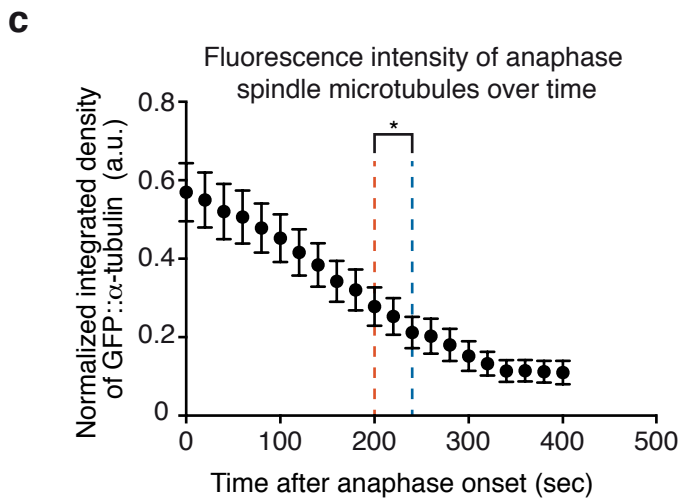 c
Fluorescence intensity of anaphase
spindle microtubules over time
*
Normalized integrated density
of GFP::α-tubulin (a.u.)
0.8
0.6
0.4
0.2
0
0 100 200 300 400 500
Time after anaphase onset (sec)